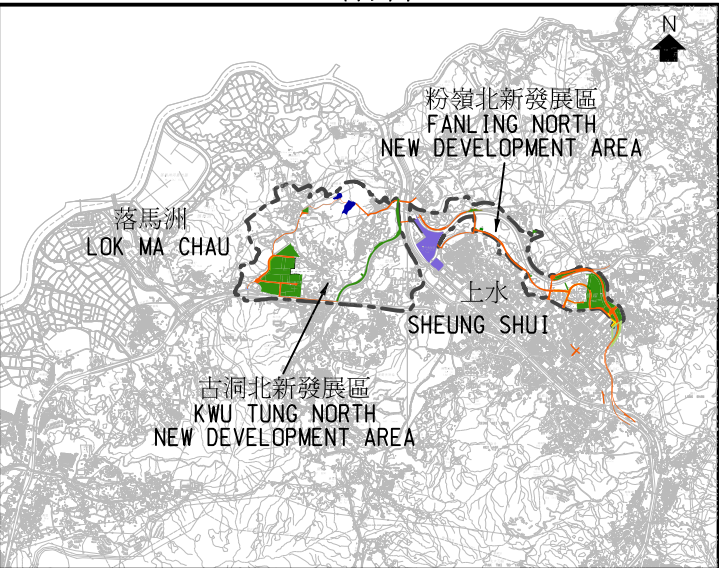 N
粉嶺北新發展區
FANLING NORTH
NEW DEVELOPMENT AREA
落馬洲
LOK MA CHAU
上水
SHEUNG SHUI
古洞北新發展區
KWU TUNG NORTH
NEW DEVELOPMENT AREA